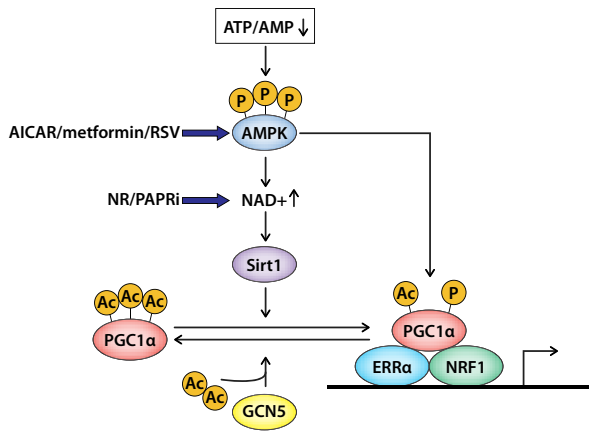 ATP/AMP ↓
P P P
AICAR/metformin/RSV AMPK
NR/PAPRi NAD+↑
Sirt1
Ac Ac Ac Ac P
PGC1α PGC1α
ERRα NRF1
Ac Ac
GCN5